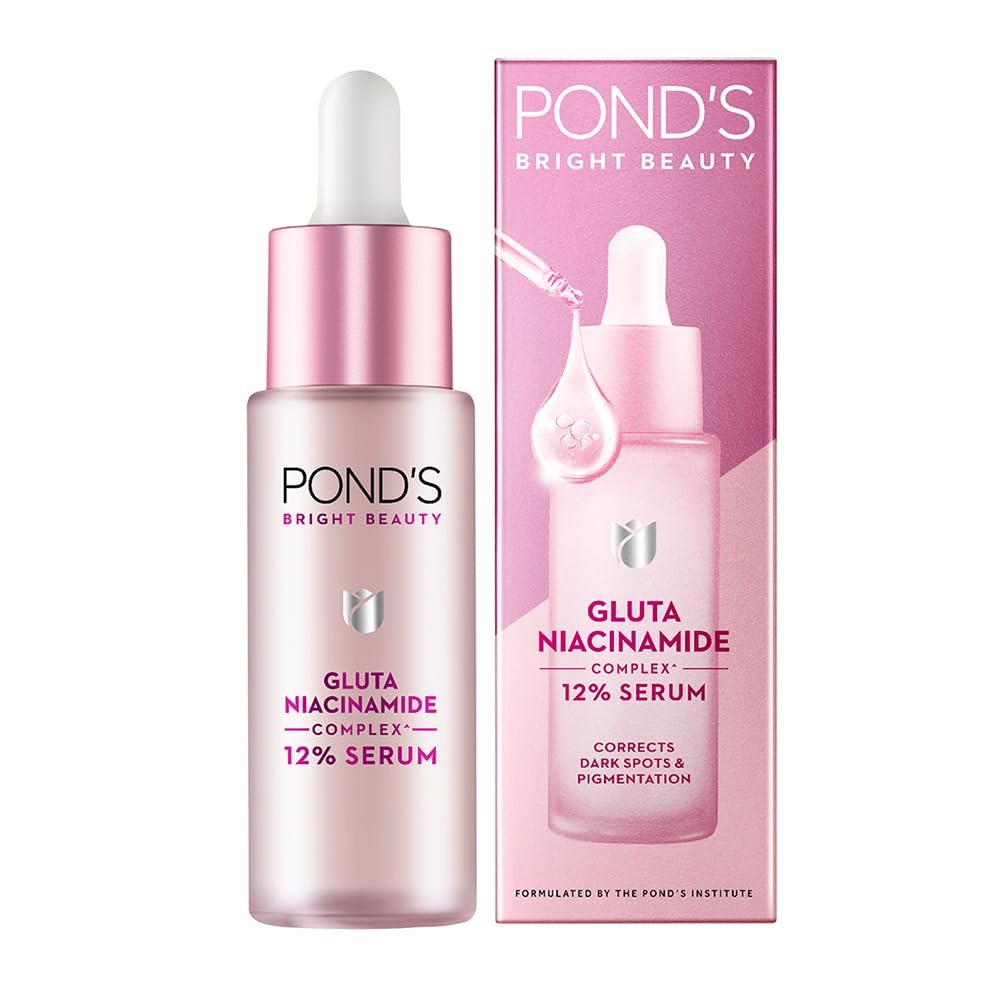 POND'S
BRIGHT BEAUTY
GLUTA
NIACINAMIDE
COMPLEX^
12% SERUM
POND'S
BRIGHT BEAUTY
GLUTA
NIACINAMIDE
COMPLEX^
12% SERUM
CORRECTS
DARK SPOTS &
PIGMENTATION
FORMULATED BY THE POND'S INSTITUTE